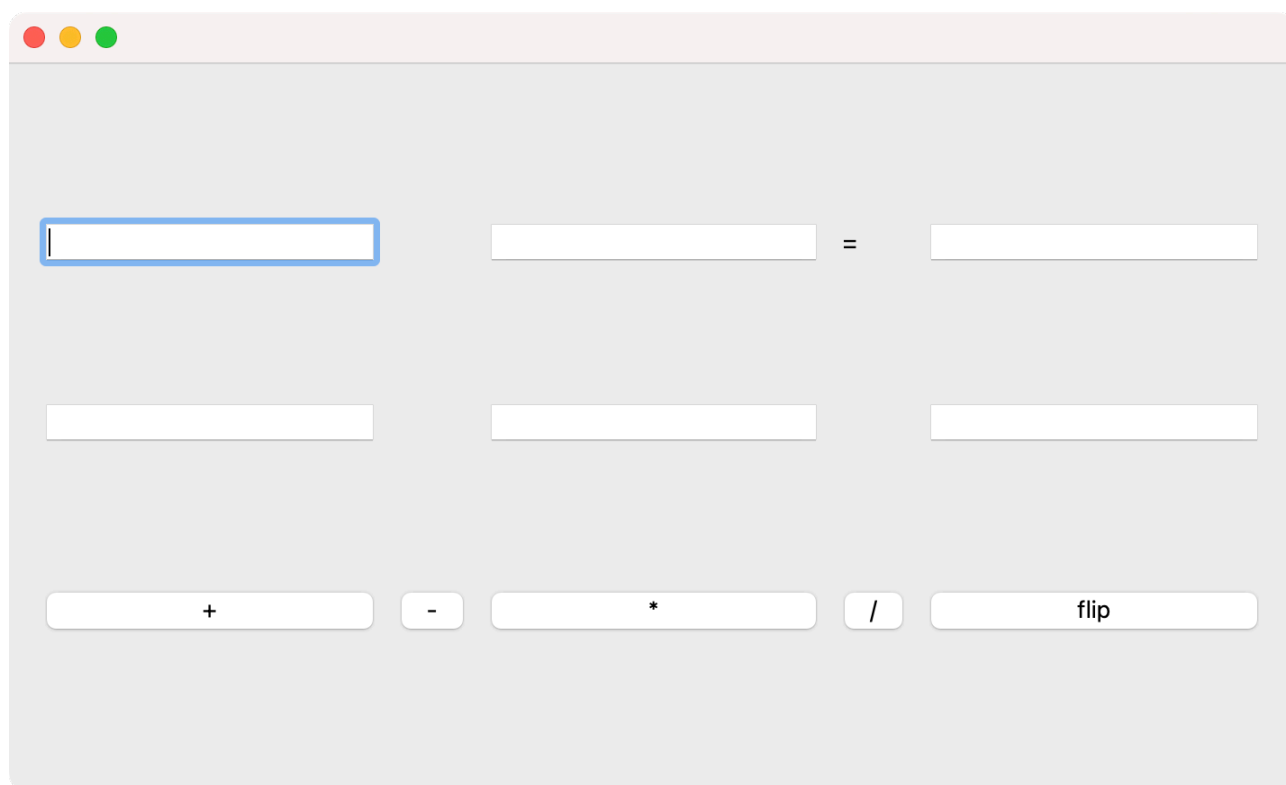 =
+ - * / flip